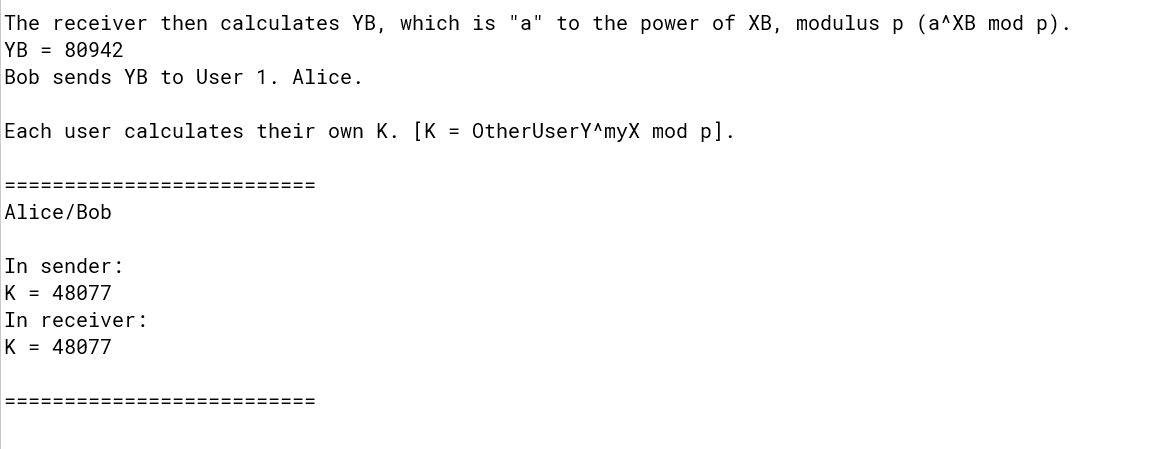 The receiver then calculates YB, which is "a" to the power of XB, modulus p (a^XB mod p).
YB = 80942
Bob sends YB to User 1. Alice.
Each user calculates their own K. [K = OtherUserY^myX mod p].
==========================
Alice/Bob
In sender:
K = 48077
In receiver:
K = 48077
==========================